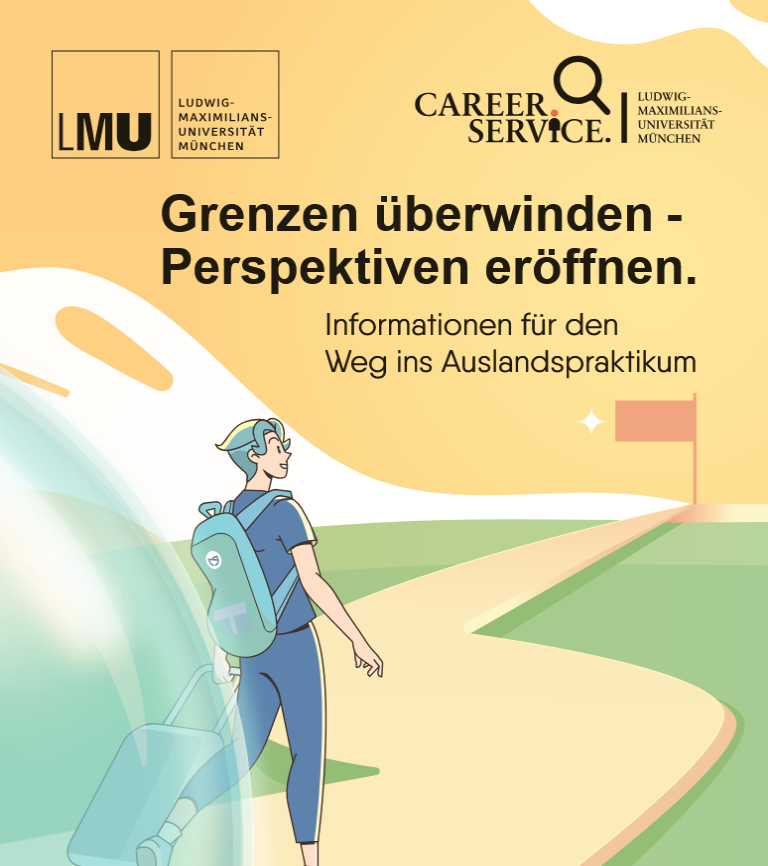 LMU
LUDWIG-
MAXIMILIANS-
UNIVERSITÄT
MÜNCHEN
CAREER
SERVICE.
LUDWIG-
MAXIMILIANS-
UNIVERSITÄT
MÜNCHEN
Grenzen überwinden -
Perspektiven eröffnen.
Informationen für den
Weg ins Auslandspraktikum